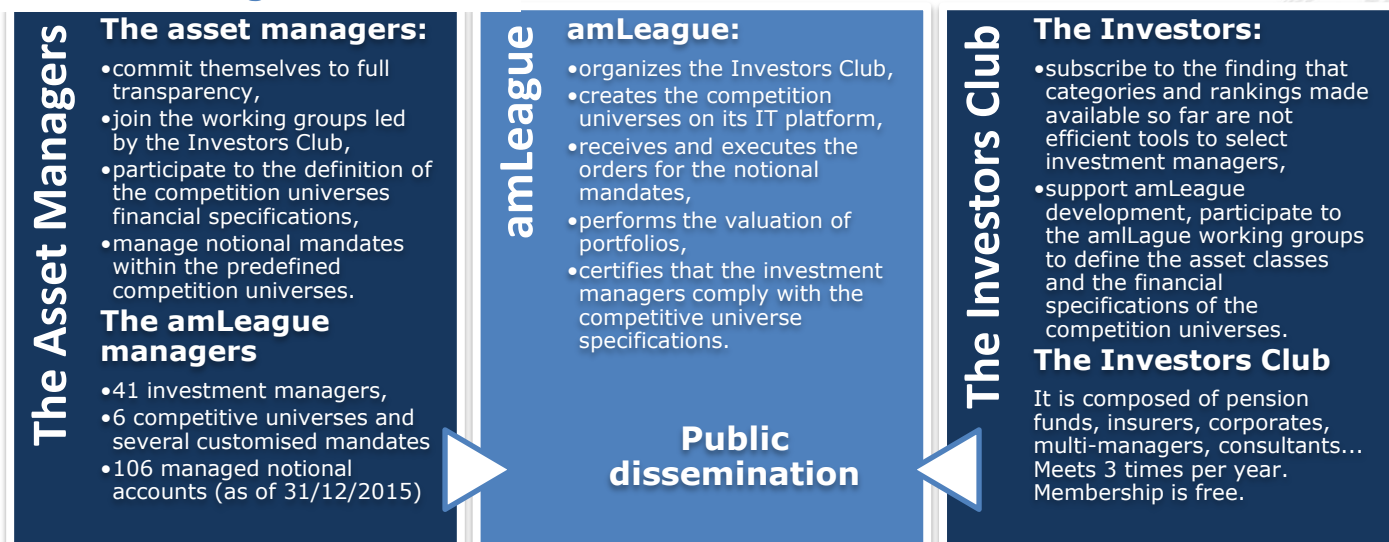 The Asset Managers
The asset managers:
•commit themselves to full
transparency,
•join the working groups led
by the Investors Club,
•participate to the definition of
the competition universes
financial specifications,
•manage notional mandates
within the predefined
competition universes.
The amLeague
managers
•41 investment managers,
•6 competitive universes and
several customised mandates
•106 managed notional
accounts (as of 31/12/2015)
amLeague
amLeague:
•organizes the Investors Club,
•creates the competition
universes on its IT platform,
•receives and executes the
orders for the notional
mandates,
•performs the valuation of
portfolios,
•certifies that the investment
managers comply with the
competitive universe
specifications.
Public
dissemination
The Investors Club
The Investors:
•subscribe to the finding that
categories and rankings made
available so far are not
efficient tools to select
investment managers,
•support amLeague
development, participate to
the amlLague working groups
to define the asset classes
and the financial
specifications of the
competition universes.
The Investors Club
It is composed of pension
funds, insurers, corporates,
multi-managers, consultants...
Meets 3 times per year.
Membership is free.